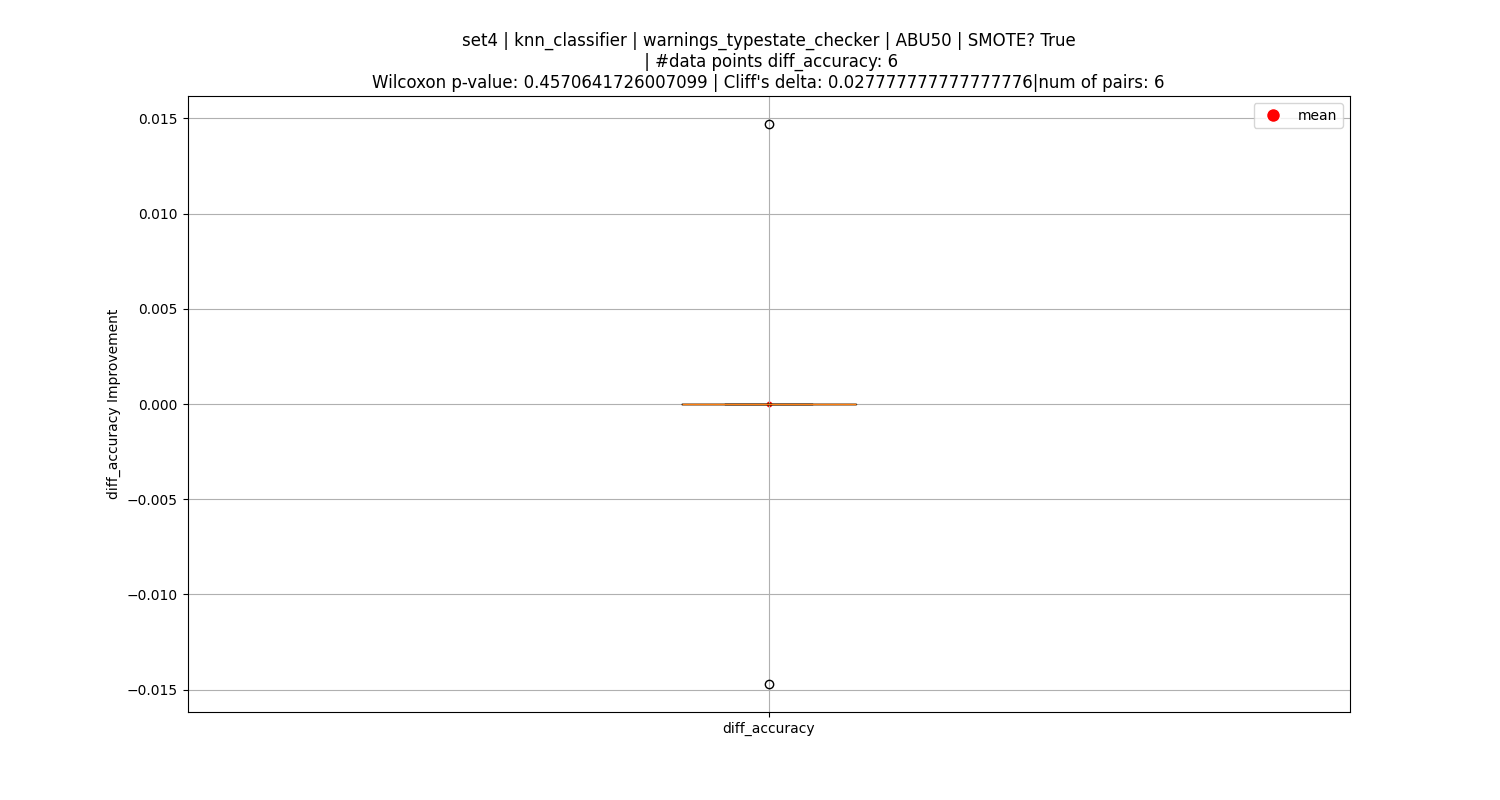 set4 | knn_classifier | warnings_typestate_checker | ABU50 | SMOTE? True
| #data points diff_accuracy: 6
Wilcoxon p-value: 0.4570641726007099 | Cliff's delta: 0.027777777777777776|num of pairs: 6
mean
0.015
0.010
0.005
0.000
−0.005
−0.010
−0.015
diff_accuracy Improvement
diff_accuracy